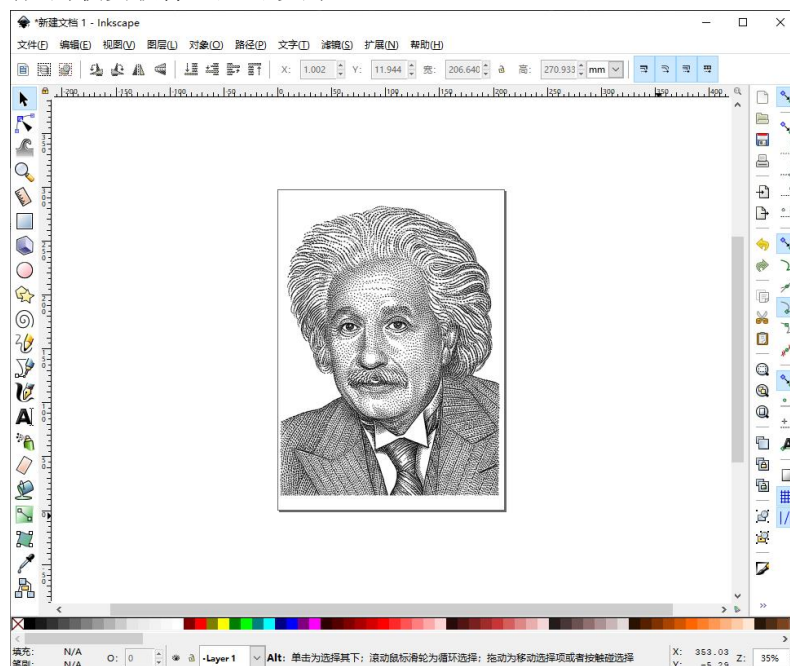 *新建文档 1 - Inkscape
文件(F) 编辑(E) 视图(V) 图层(L) 对象(O) 路径(P) 文字(T) 滤镜(S) 扩展(N) 帮助(H)
X: 1.002 Y: 11.944 宽: 206.640 高: 270.933 mm
填充: N/A O: 0 -Layer 1 Alt: 单击为选择其下；滚动鼠标滑轮为循环选择；拖动为移动选择项或者按触碰选择 X: 353.03 Z: 35%
笔刷: N/A Y: -5.29